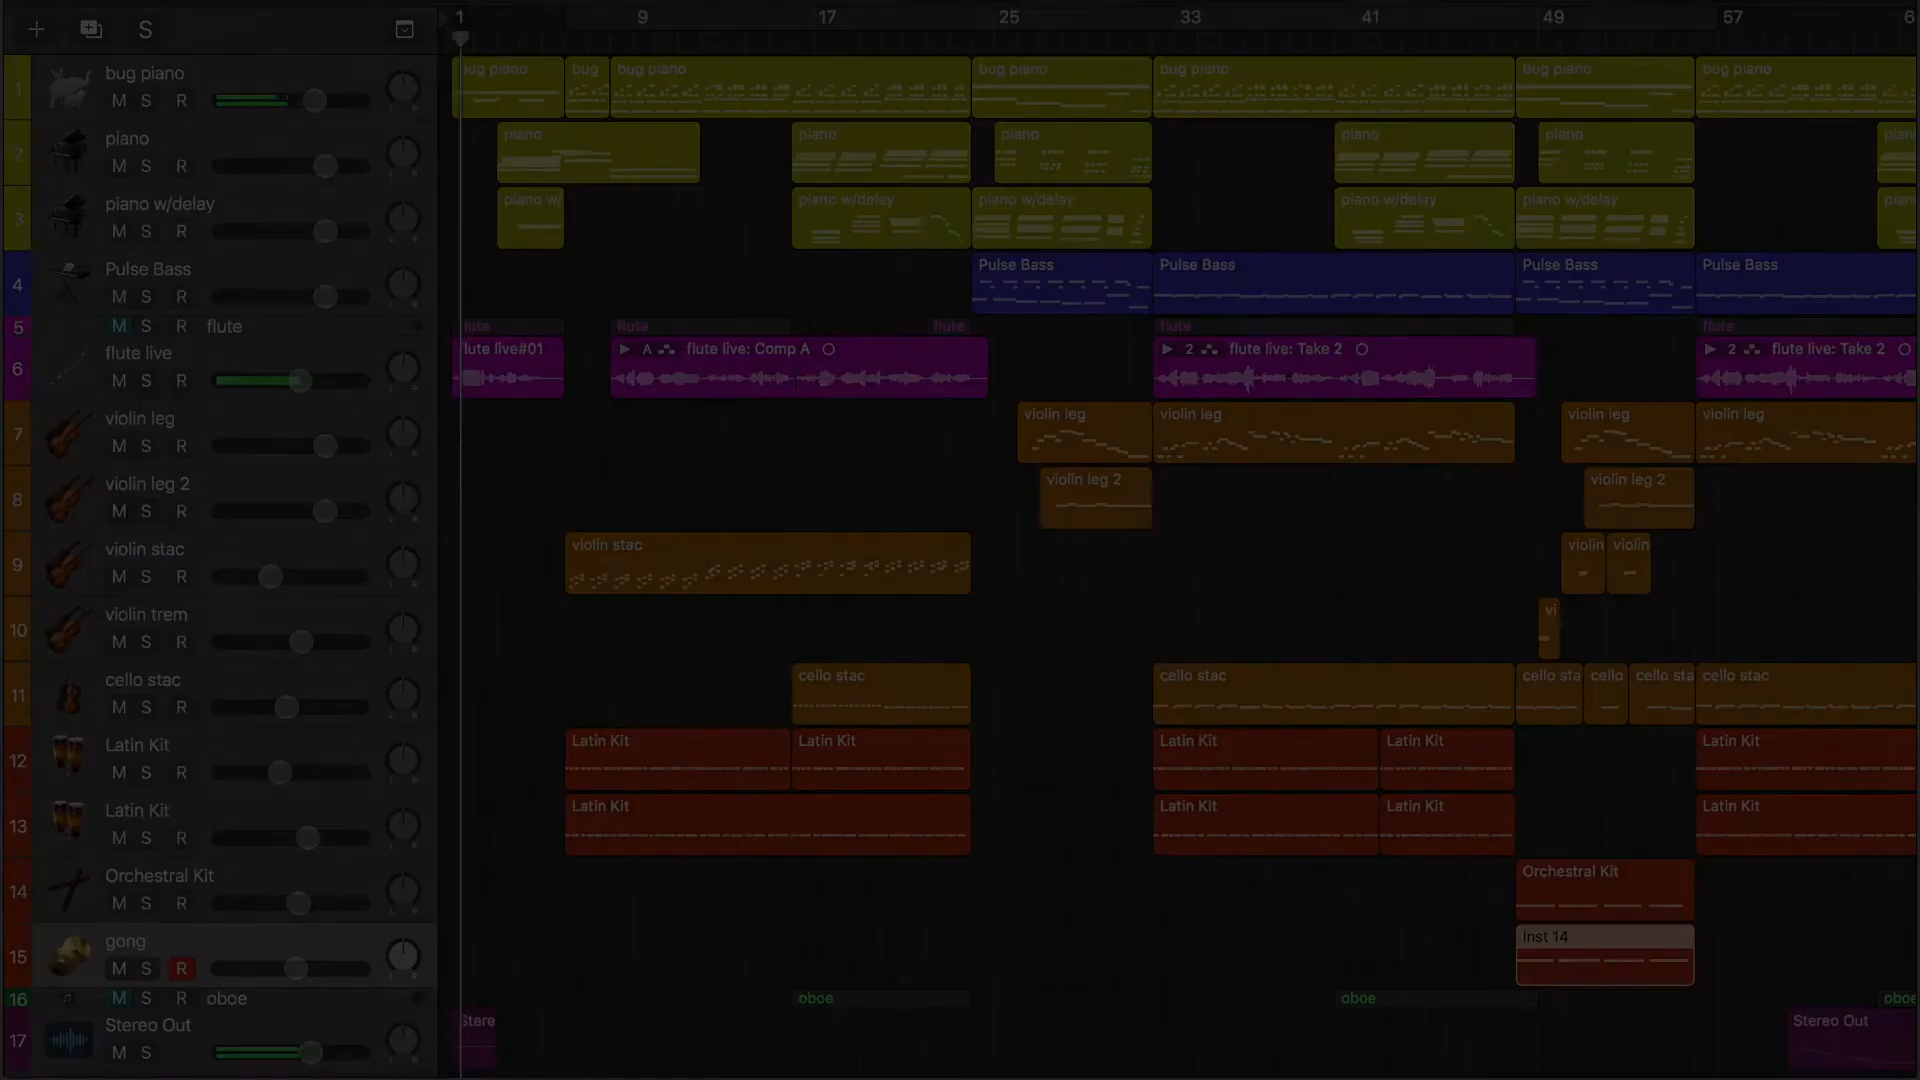 S
1 9 17 25 33 41 49 57 6
1 bug piano
M S R
bug piano bug bug piano bug piano bug piano bug piano bug piano
2 piano
M S R
piano piano piano piano piano pian
3 piano w/delay
M S R
piano w/ piano w/delay piano w/delay piano w/delay piano w/delay pian
4 Pulse Bass
M S R
Pulse Bass Pulse Bass Pulse Bass Pulse Bass
5 M S R flute
flute flute flute flute
6 flute live
M S R
lute live#01 A flute live: Comp A 2 flute live: Take 2 2 flute live: Take 2
7 violin leg
M S R
violin leg violin leg violin leg violin leg
8 violin leg 2
M S R
violin leg 2 violin leg 2
9 violin stac
M S R
violin stac violin violin
10 violin trem
M S R
vi
11 cello stac
M S R
cello stac cello stac cello sta cello cello sta cello stac
12 Latin Kit
M S R
Latin Kit Latin Kit Latin Kit Latin Kit Latin Kit
13 Latin Kit
M S R
Latin Kit Latin Kit Latin Kit Latin Kit
14 Orchestral Kit
M S R
Orchestral Kit
15 gong
M S R
Inst 14
16 M S R oboe
oboe oboe oboe
17 Stereo Out
M S
Stere Stereo Out